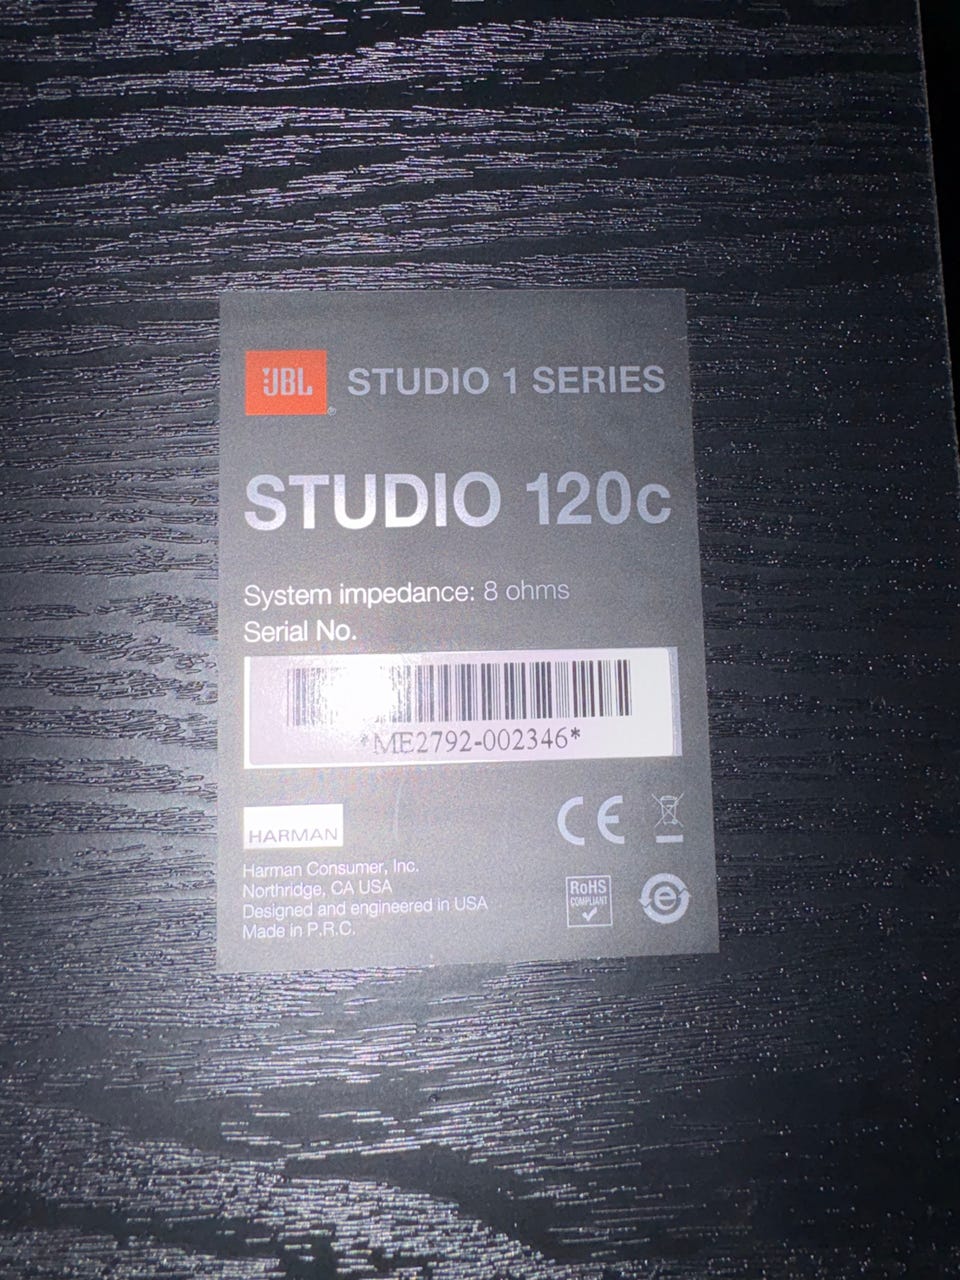 JBL® STUDIO 1 SERIES
STUDIO 120c
System impedance: 8 ohms
Serial No.
*ME2792-002346*
HARMAN
Harman Consumer, Inc.
Northridge, CA USA
Designed and engineered in USA
Made in P.R.C.
CE
RoHS
COMPLIANT
e